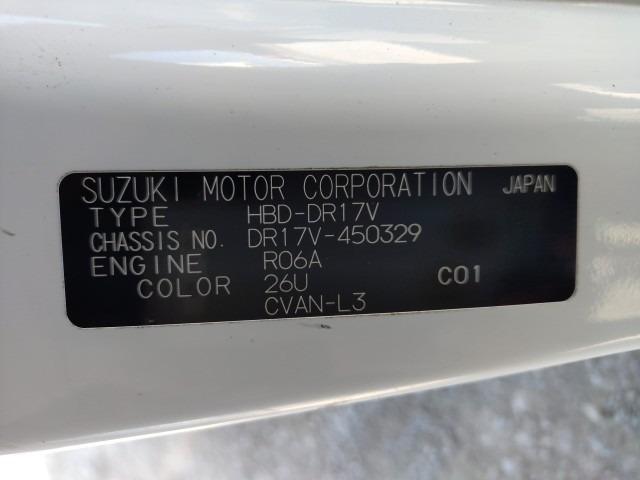 SUZUKI MOTOR CORPORATION JAPAN
TYPE HBD-DR17V
CHASSIS NO. DR17V-450329
ENGINE R06A
COLOR 26U C01
CVAN-L3